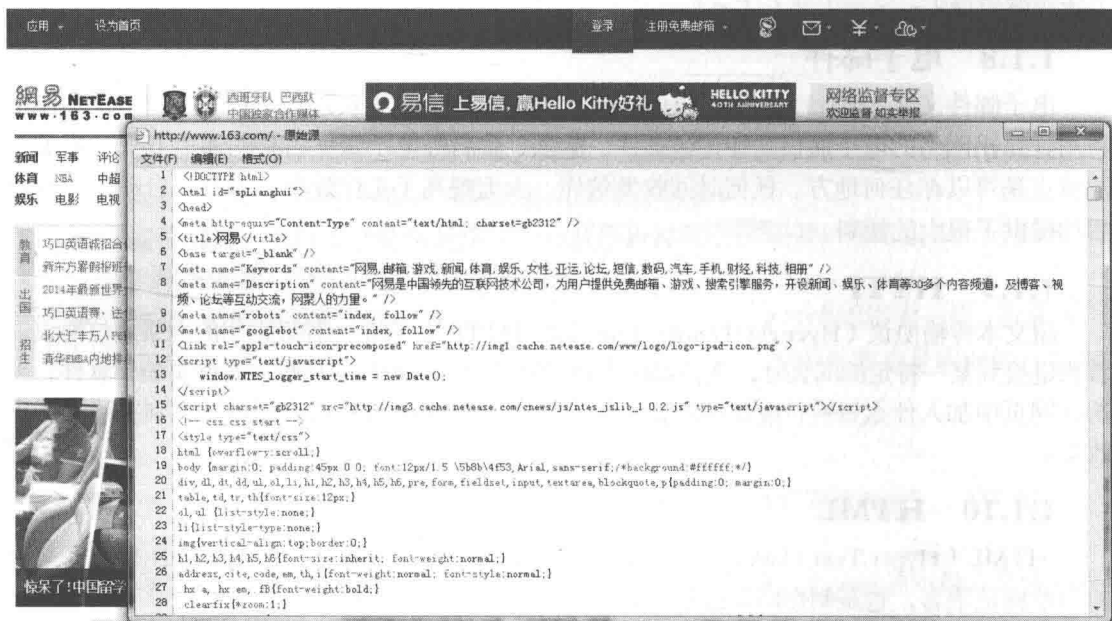 应用 设为首页 登录 注册免费邮箱
網易 NETEASE
www.163.com
西班牙队 巴西队
中国独家合作媒体
易信 上易信,赢Hello Kitty好礼
HELLO KITTY
40TH ANNIVERSARY
网络监督专区
欢迎监督 如实举报
新闻 军事 评论
体育 NBA 中超
娱乐 电影 电视
教育
出国
招生
巧口英语诚招合
新东方暑假报班
2014年最新世界
巧口英语赛,
北大汇丰万人
清华EMBA内地排
惊呆了!中国留学
http://www.163.com/ - 原始源
文件(F) 编辑(E) 格式(O)
1 <!DOCTYPE html>
2 <html id="spLianghui">
3 <head>
4 <meta http-equiv="Content-Type" content="text/html; charset=gb2312" />
5 <title>网易</title>
6 <base target="_blank" />
7 <meta name="Keywords" content="网易,邮箱,游戏,新闻,体育,娱乐,女性,亚运,论坛,短信,数码,汽车,手机,财经,科技,相册" />
8 <meta name="Description" content="网易是中国领先的互联网技术公司,为用户提供免费邮箱、游戏、搜索引擎服务,开设新闻、娱乐、体育等30多个内容频道,及博客、视
频、论坛等互动交流,网聚人的力量。" />
9 <meta name="robots" content="index, follow" />
10 <meta name="googlebot" content="index, follow" />
11 <link rel="apple-touch-icon-precomposed" href="http://img1.cache.netease.com/www/logo/logo-ipad-icon.png"
12 <script type="text/javascript">
13 window.NTES_logger_start_time = new Date();
14 </script>
15 <script charset="gb2312" src="http://img3.cache.netease.com/cnews/js/ntes_jslib_1.0.2.js" type="text/javascript"></script>
16 <!-- css css start -->
17 <style type="text/css">
18 html {overflow-y:scroll;}
19 body {margin:0; padding:45px 0 0; font:12px/1.5 \5b8b\4f53,Arial,sans-serif;/*background:#ffffff;*/}
20 div,dl,dt,dd,ul,ol,li,h1,h2,h3,h4,h5,h6,pre,form,fieldset,input,textarea,blockquote,p{padding:0; margin:0;}
21 table,td,tr,th{font-size:12px;}
22 ol,ul {list-style:none;}
23 li{list-style-type:none;}
24 img{vertical-align:top;border:0;}
25 h1,h2,h3,h4,h5,h6{font-size:inherit; font-weight:normal;}
26 address,cite,code,em,th,i{font-weight:normal; font-style:normal;}
27 .hx a,.hx em,.fB{font-weight:bold;}
28 .clearfix{*zoom:1;}